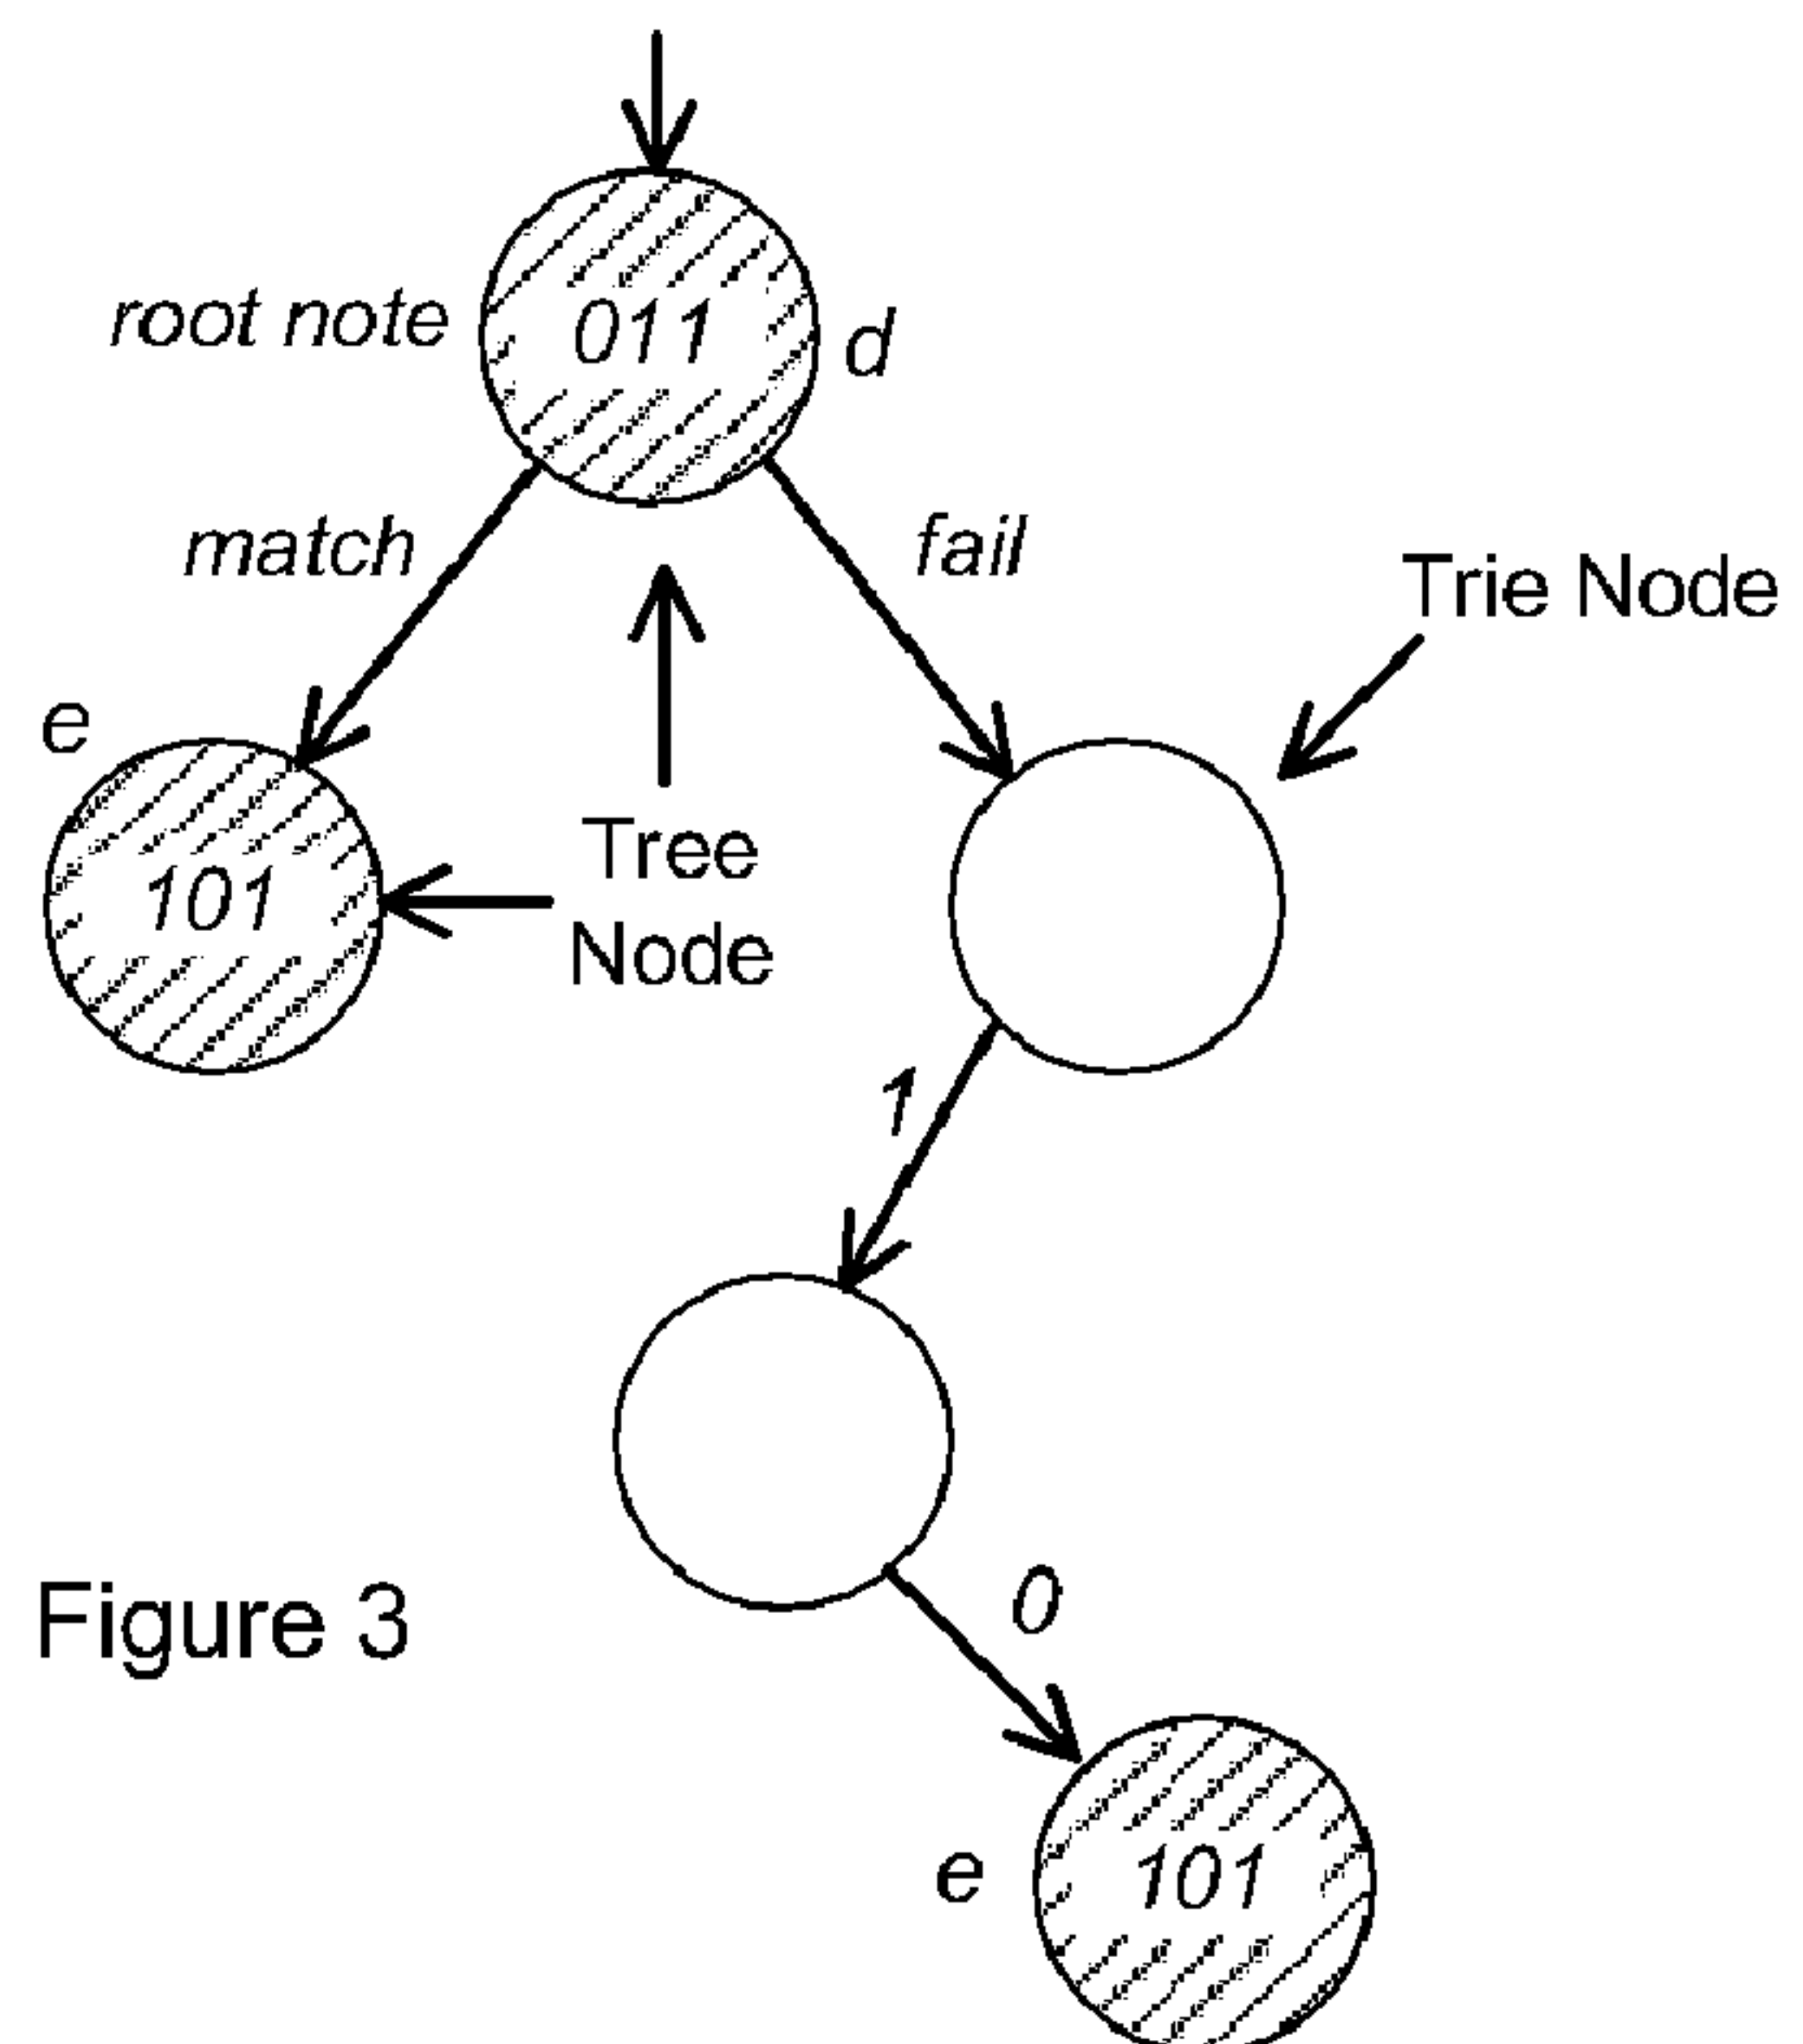 root note
011
d
match
fail
Trie Node
e
101
Tree
Node
1
0
Figure 3
e
101